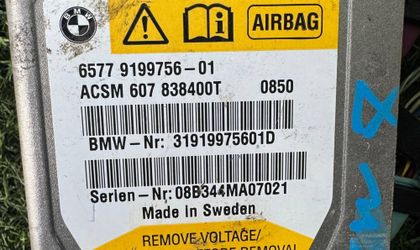 BMW
AIRBAG
6577 9199756-01
ACSM 607 838400T 0850
BMW-Nr: 31919975601D
Serien-Nr: 08B344MA07021
Made In Sweden
REMOVE VOLTAGE/
REMOVAL